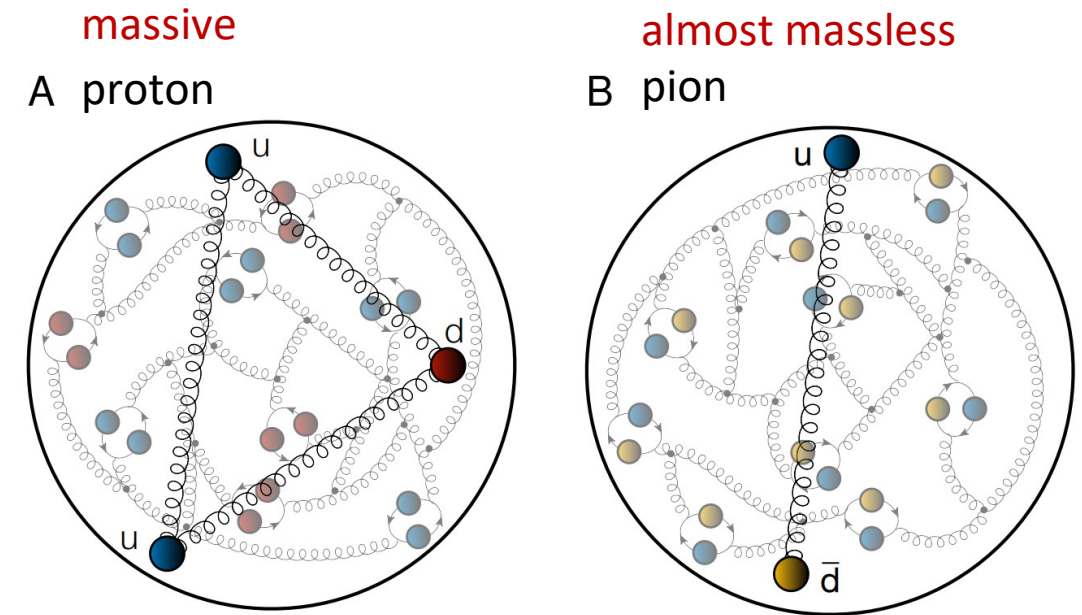 massive
A proton
u
d
u
almost massless
B pion
u
d̄